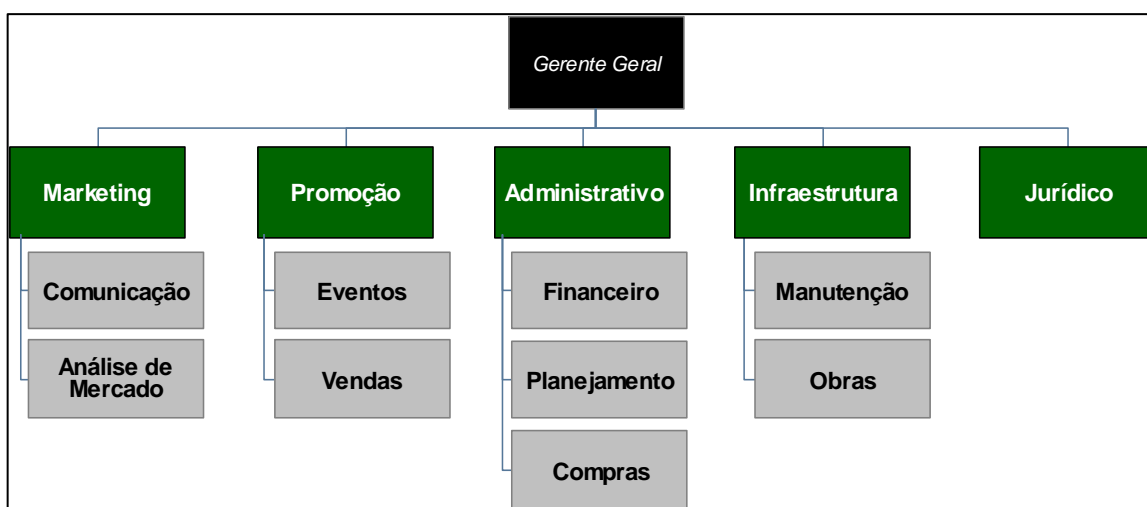 Gerente Geral
Marketing
Promoção
Administrativo
Infraestrutura
Jurídico
Comunicação
Eventos
Financeiro
Manutenção
Análise de
Mercado
Vendas
Planejamento
Obras
Compras